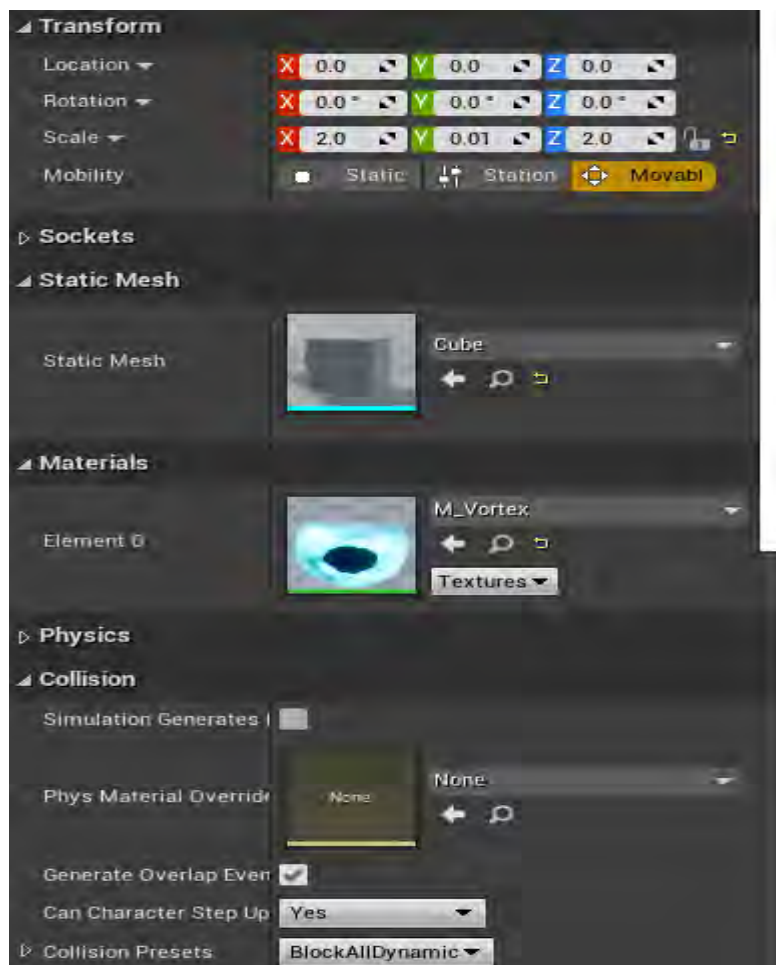 Transform
Location X 0.0 Y 0.0 Z 0.0
Rotation X 0.0° Y 0.0° Z 0.0°
Scale X 2.0 Y 0.01 Z 2.0
Mobility Static Station Movabl
Sockets
Static Mesh
Static Mesh Cube
Materials
Element 0 M_Vortex
Textures
Physics
Collision
Simulation Generates
Phys Material Override None None
Generate Overlap Even
Can Character Step Up Yes
Collision Presets BlockAllDynamic